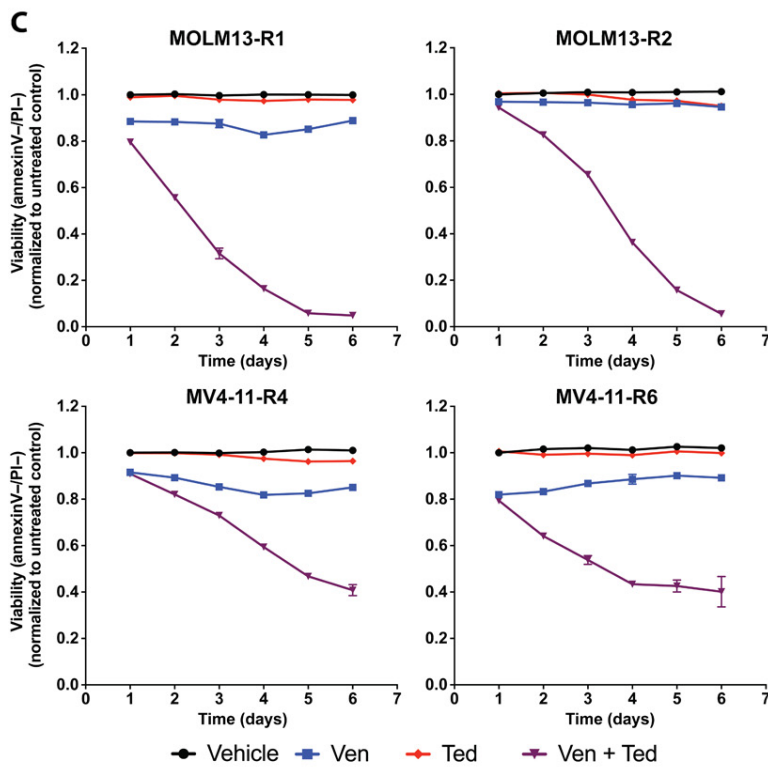 C
MOLM13-R1
MOLM13-R2
Viability (annexinV–/PI–)
(normalized to untreated control)
1.2
1.0
0.8
0.6
0.4
0.2
0.0
0 1 2 3 4 5 6 7
Time (days)
1.2
1.0
0.8
0.6
0.4
0.2
0.0
0 1 2 3 4 5 6 7
Time (days)
MV4-11-R4
MV4-11-R6
Viability (annexinV–/PI–)
(normalized to untreated control)
1.2
1.0
0.8
0.6
0.4
0.2
0.0
0 1 2 3 4 5 6 7
Time (days)
1.2
1.0
0.8
0.6
0.4
0.2
0.0
0 1 2 3 4 5 6 7
Time (days)
Vehicle Ven Ted Ven + Ted